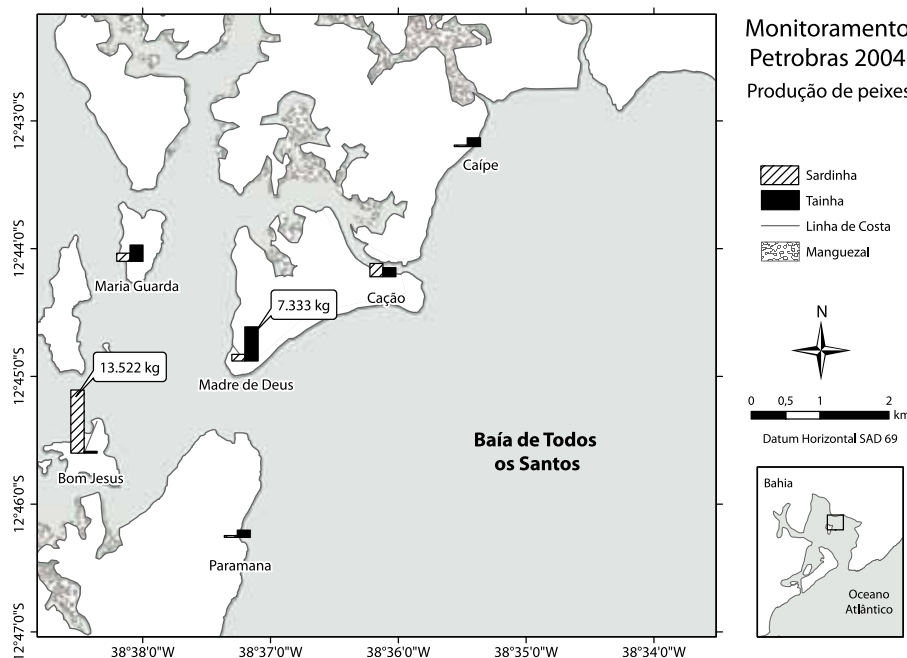 Monitoramento
Petrobras 2004
Produção de peixes
Sardinha
Tainha
Linha de Costa
Manguezal
N
0 0,5 1 2
km
Datum Horizontal SAD 69
Bahia
Oceano
Atlântico
12°43'0"S
12°44'0"S
12°45'0"S
12°46'0"S
12°47'0"S
Caípe
Maria Guarda
Cação
7.333 kg
13.522 kg
Madre de Deus
Baía de Todos
os Santos
Bom Jesus
Paramana
38°38'0"W 38°37'0"W 38°36'0"W 38°35'0"W 38°34'0"W